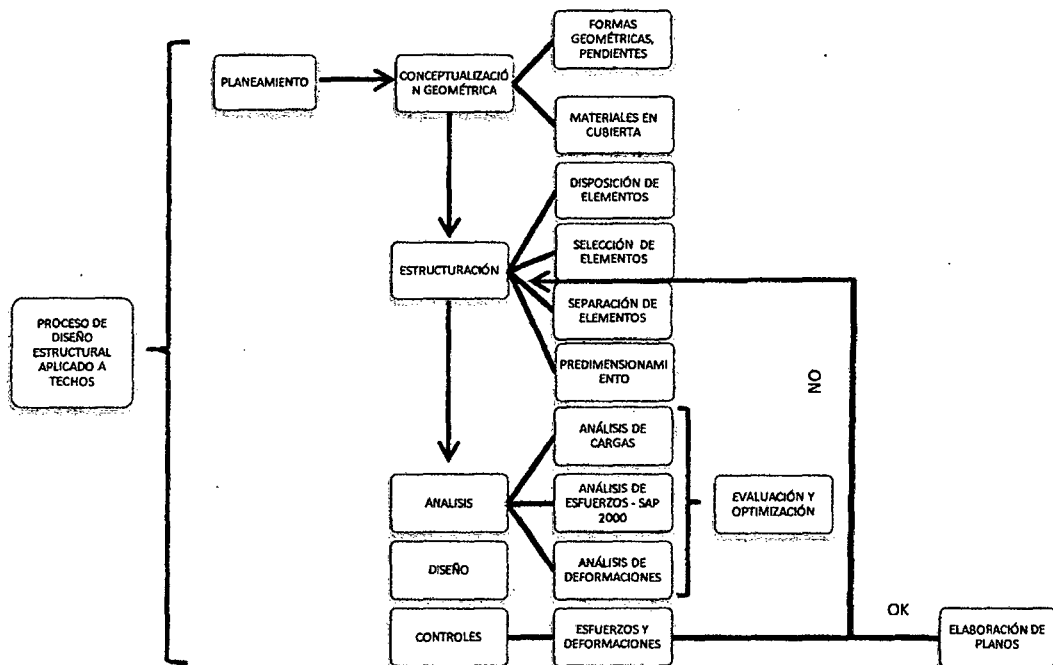 PROCESO DE
DISEÑO
ESTRUCTURAL
APLICADO A
TECHOS
PLANEAMIENTO
CONCEPTUALIZACIÓ
N GEOMÉTRICA
FORMAS
GEOMÉTRICAS,
PENDIENTES
MATERIALES EN
CUBIERTA
ESTRUCTURACIÓN
DISPOSICIÓN DE
ELEMENTOS
SELECCIÓN DE
ELEMENTOS
SEPARACIÓN DE
ELEMENTOS
PREDIMENSIONAMI
ENTO
NO
ANALISIS
ANÁLISIS DE
CARGAS
ANÁLISIS DE
ESFUERZOS - SAP
2000
ANÁLISIS DE
DEFORMACIONES
EVALUACIÓN Y
OPTIMIZACIÓN
DISEÑO
CONTROLES
ESFUERZOS Y
DEFORMACIONES
OK
ELABORACIÓN DE
PLANOS